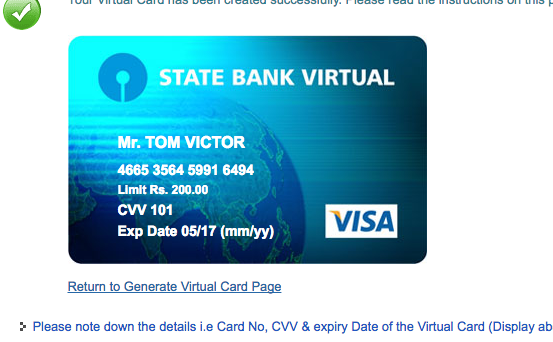 Your Virtual Card has been created successfully. Please read the instructions on this p
STATE BANK VIRTUAL
Mr. TOM VICTOR
4665 3564 5991 6494
Limit Rs. 200.00
CVV 101
Exp Date 05/17 (mm/yy)
VISA
Return to Generate Virtual Card Page
Please note down the details i.e Card No, CVV & expiry Date of the Virtual Card (Display ab